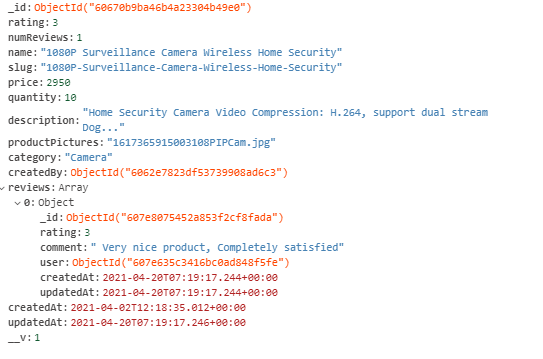 _id:ObjectId("60670b9ba46b4a23304b49e0")
rating:3
numReviews:1
name:"1080P Surveillance Camera Wireless Home Security"
slug:"1080P-Surveillance-Camera-Wireless-Home-Security"
price:2950
quantity:10
description:"Home Security Camera Video Compression: H.264, support dual stream
Dog..."
productPictures:"1617365915003108PIPCam.jpg"
category:"Camera"
createdBy:ObjectId("6062e7823df53739908ad6c3")
reviews:Array
0:Object
_id:ObjectId("607e8075452a853f2cf8fada")
rating:3
comment:" Very nice product, Completely satisfied"
user:ObjectId("607e635c3416bc0ad848f5fe")
createdAt:2021-04-20T07:19:17.244+00:00
updatedAt:2021-04-20T07:19:17.244+00:00
createdAt:2021-04-02T12:18:35.012+00:00
updatedAt:2021-04-20T07:19:17.246+00:00
__v:1